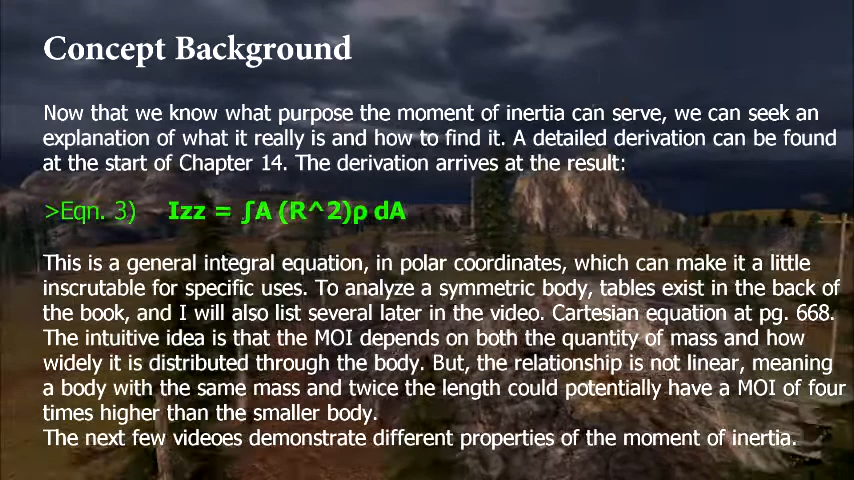 Concept Background
Now that we know what purpose the moment of inertia can serve, we can seek an
explanation of what it really is and how to find it. A detailed derivation can be found
at the start of Chapter 14. The derivation arrives at the result:
>Eqn. 3) Izz = ∫A (R^2)ρ dA
This is a general integral equation, in polar coordinates, which can make it a little
inscrutable for specific uses. To analyze a symmetric body, tables exist in the back of
the book, and I will also list several later in the video. Cartesian equation at pg. 668.
The intuitive idea is that the MOI depends on both the quantity of mass and how
widely it is distributed through the body. But, the relationship is not linear, meaning
a body with the same mass and twice the length could potentially have a MOI of four
times higher than the smaller body.
The next few videoes demonstrate different properties of the moment of inertia.